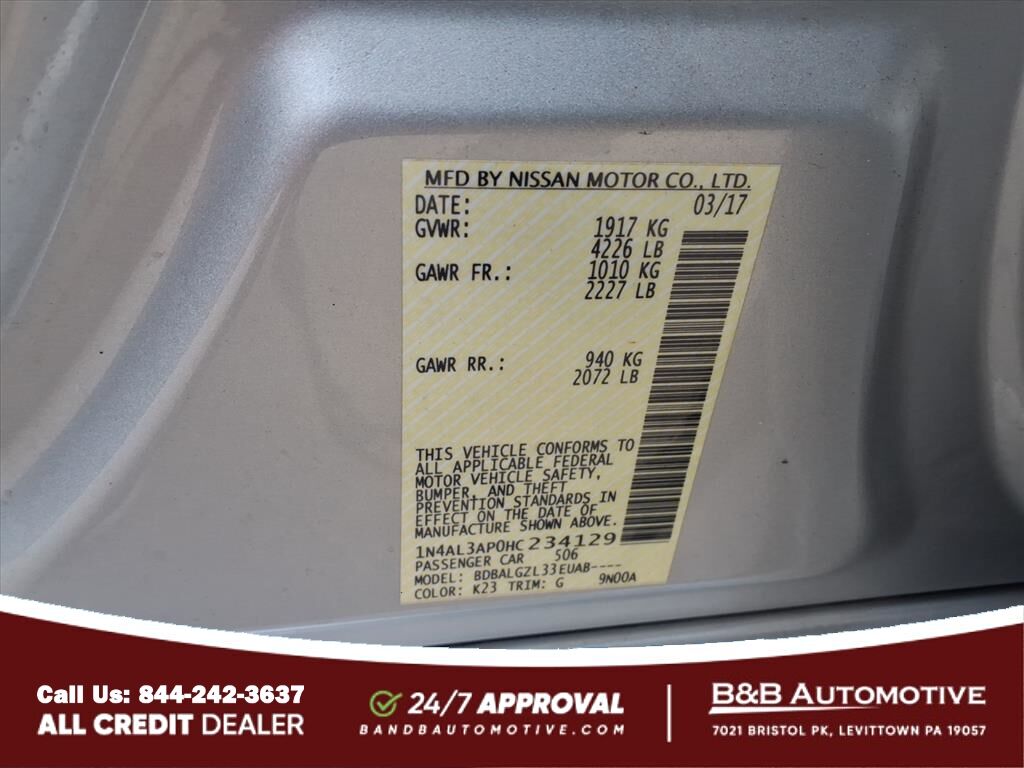 MFD BY NISSAN MOTOR CO., LTD.
DATE: 03/17
GVWR: 1917 KG
4226 LB
GAWR FR.: 1010 KG
2227 LB
GAWR RR.: 940 KG
2072 LB
THIS VEHICLE CONFORMS TO
ALL APPLICABLE FEDERAL
MOTOR VEHICLE SAFETY,
BUMPER, AND THEFT
PREVENTION STANDARDS IN
EFFECT ON THE DATE OF
MANUFACTURE SHOWN ABOVE.
1N4AL3AP0HC234129
PASSENGER CAR 506
MODEL: BDBALGZL33EUAB----
COLOR: K23 TRIM: G 9N00A
Call Us: 844-242-3637
ALL CREDIT DEALER
24/7 APPROVAL
BANDBAUTOMOTIVE.COM
B&B AUTOMOTIVE
7021 BRISTOL PK, LEVITTOWN PA 19057